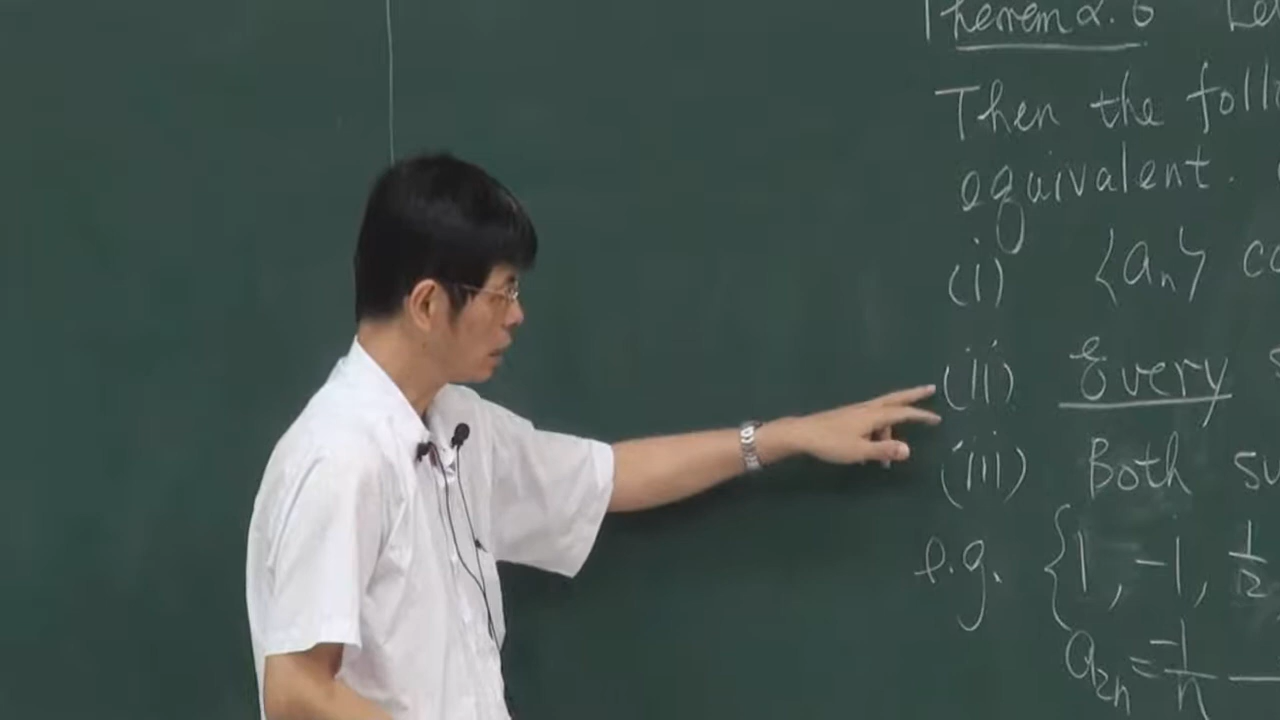 Theorem 2.6 Le
Then the foll
equivalent.
(i) {aₙ} co
(ii) Every s
(iii) Both su
e.g. {1, -1, 1/2
a₂ₙ = -1/n